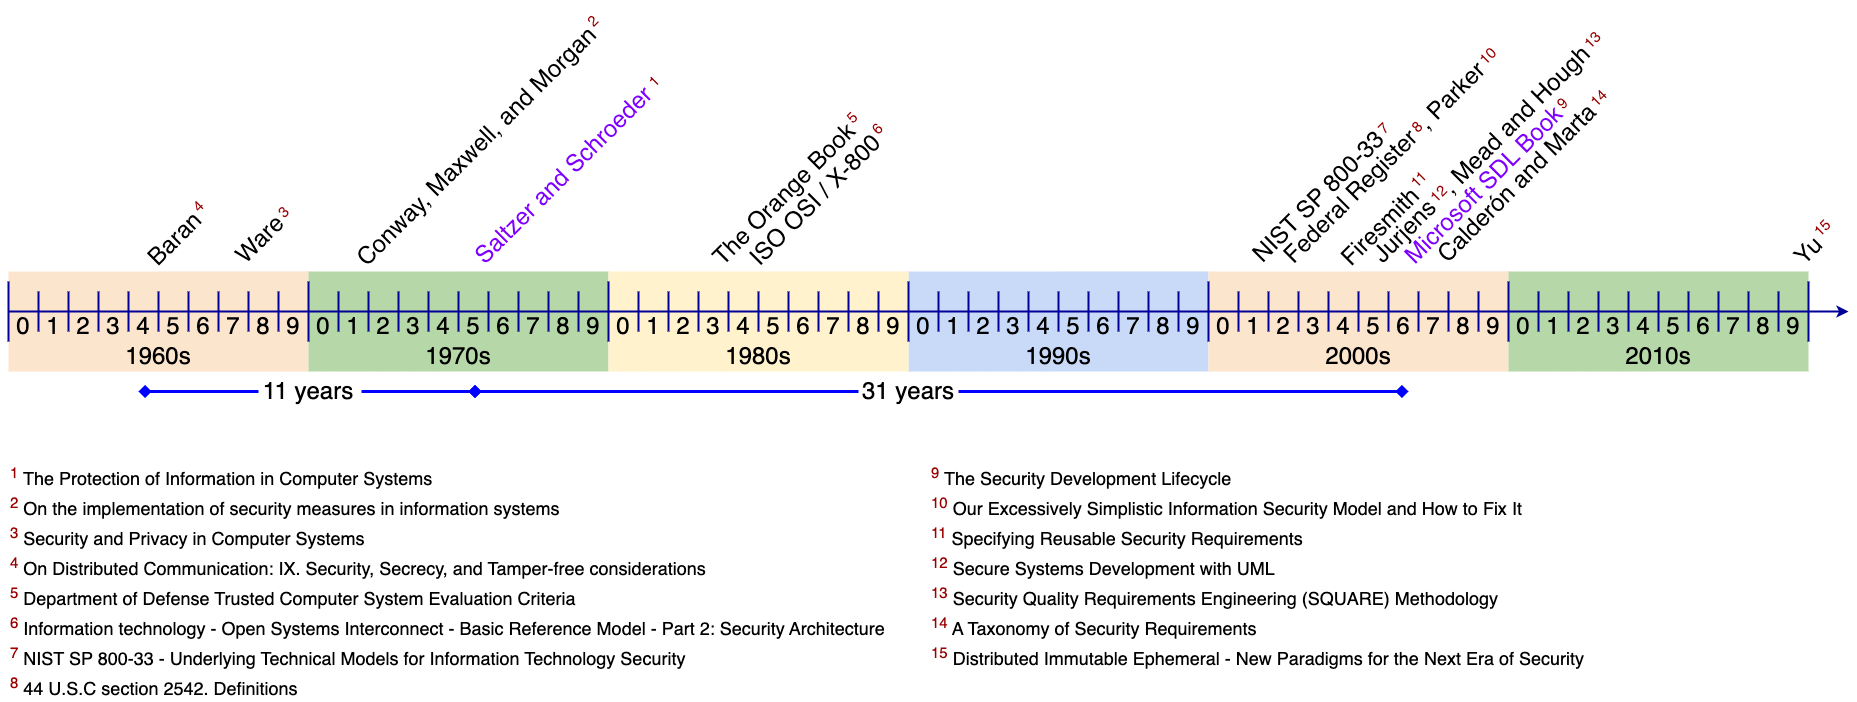 Baran 4
Ware 3
Conway, Maxwell, and Morgan 2
Saltzer and Schroeder 1
The Orange Book 5
ISO OSI / X-800 6
NIST SP 800-33 7
Federal Register 8, Parker 10
Firesmith 11
Jurjens 12, Mead and Hough 13
Microsoft SDL Book 9
Calderón and Marta 14
Yu 15
0 1 2 3 4 5 6 7 8 9 0 1 2 3 4 5 6 7 8 9 0 1 2 3 4 5 6 7 8 9 0 1 2 3 4 5 6 7 8 9 0 1 2 3 4 5 6 7 8 9 0 1 2 3 4 5 6 7 8 9
1960s 1970s 1980s 1990s 2000s 2010s
11 years 31 years
1 The Protection of Information in Computer Systems
2 On the implementation of security measures in information systems
3 Security and Privacy in Computer Systems
4 On Distributed Communication: IX. Security, Secrecy, and Tamper-free considerations
5 Department of Defense Trusted Computer System Evaluation Criteria
6 Information technology - Open Systems Interconnect - Basic Reference Model - Part 2: Security Architecture
7 NIST SP 800-33 - Underlying Technical Models for Information Technology Security
8 44 U.S.C section 2542. Definitions
9 The Security Development Lifecycle
10 Our Excessively Simplistic Information Security Model and How to Fix It
11 Specifying Reusable Security Requirements
12 Secure Systems Development with UML
13 Security Quality Requirements Engineering (SQUARE) Methodology
14 A Taxonomy of Security Requirements
15 Distributed Immutable Ephemeral - New Paradigms for the Next Era of Security